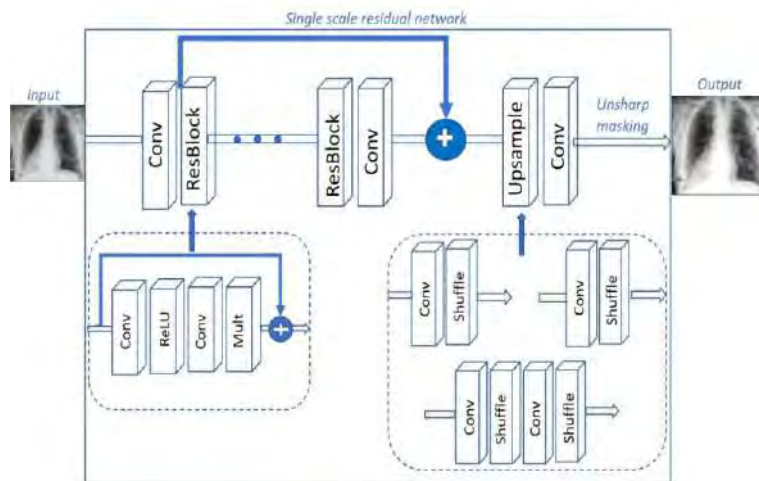 Single scale residual network
Input
Conv
ResBlock
ResBlock
Conv
+
Upsample
Conv
Unsharp
masking
Output
Conv
ReLU
Conv
Mult
+
Conv
Shuffle
Conv
Shuffle
Conv
Shuffle
Conv
Shuffle